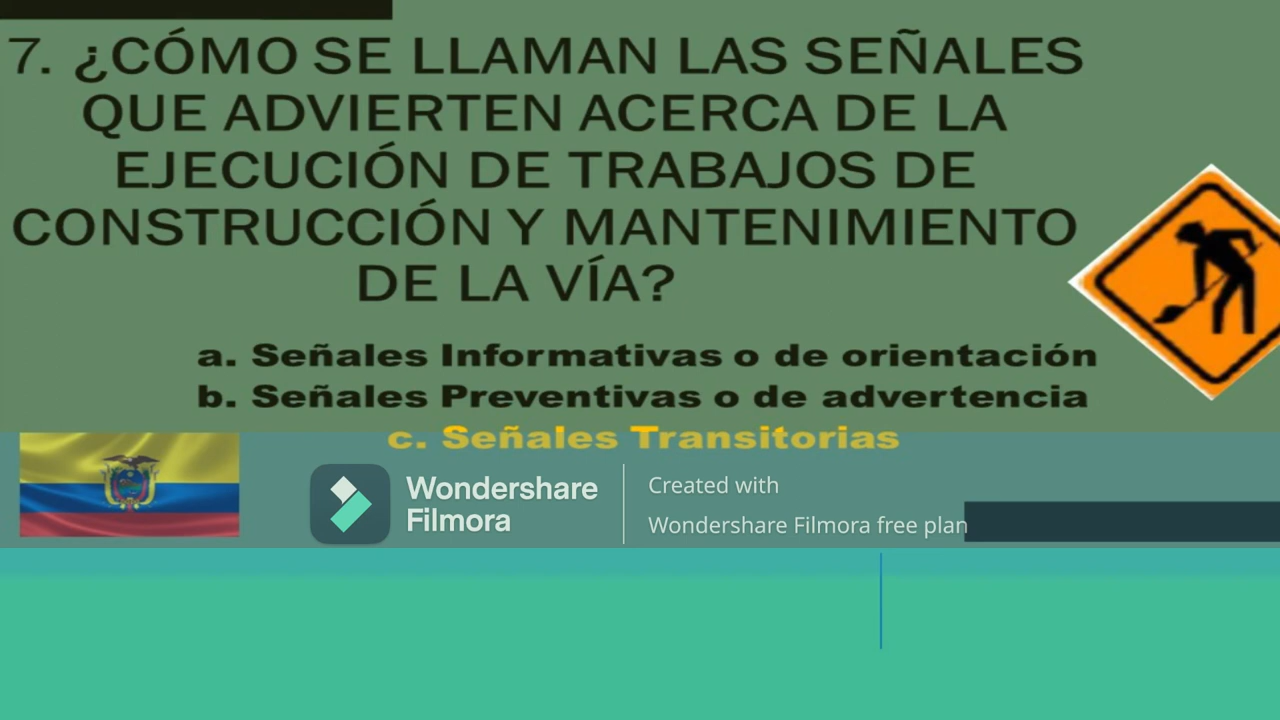 7. ¿CÓMO SE LLAMAN LAS SEÑALES
QUE ADVIERTEN ACERCA DE LA
EJECUCIÓN DE TRABAJOS DE
CONSTRUCCIÓN Y MANTENIMIENTO
DE LA VÍA?
a. Señales Informativas o de orientación
b. Señales Preventivas o de advertencia
c. Señales Transitorias
Wondershare
Filmora
Created with
Wondershare Filmora free plan